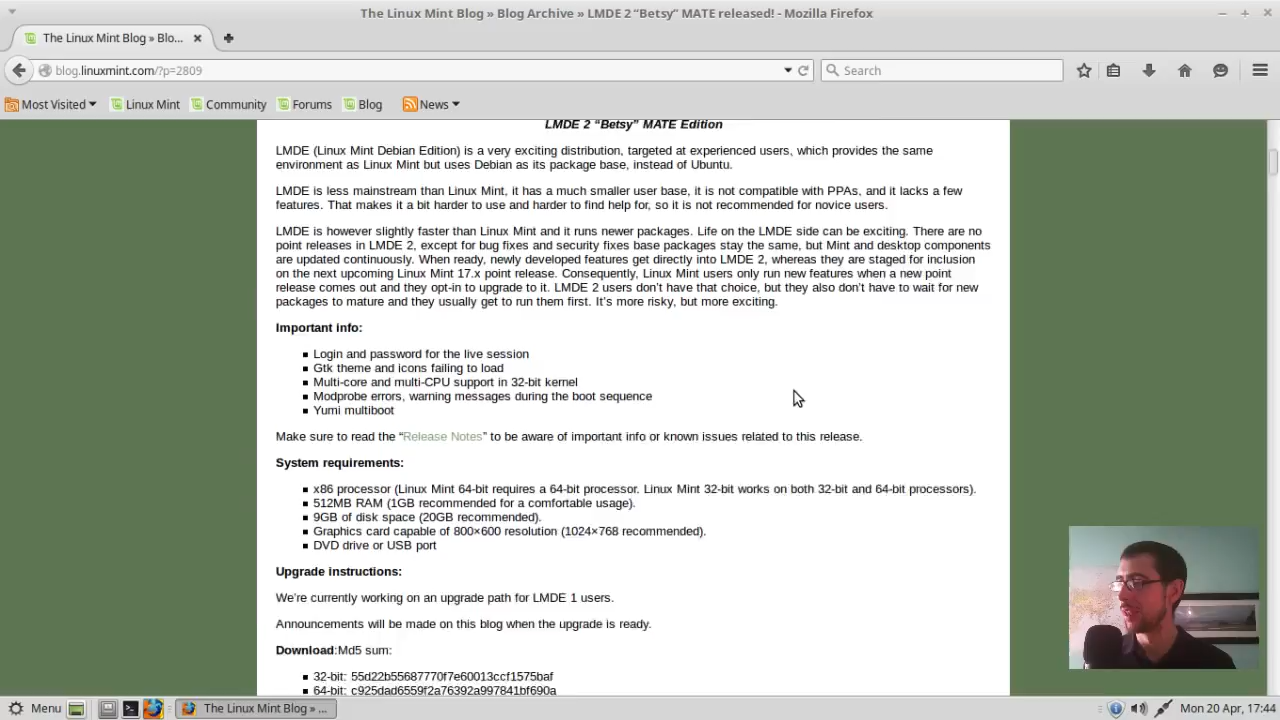 The Linux Mint Blog » Blog Archive » LMDE 2 “Betsy” MATE released! - Mozilla Firefox
The Linux Mint Blog » Blo...
blog.linuxmint.com/?p=2809
Search
Most Visited
Linux Mint
Community
Forums
Blog
News
LMDE 2 “Betsy” MATE Edition
LMDE (Linux Mint Debian Edition) is a very exciting distribution, targeted at experienced users, which provides the same
environment as Linux Mint but uses Debian as its package base, instead of Ubuntu.
LMDE is less mainstream than Linux Mint, it has a much smaller user base, it is not compatible with PPAs, and it lacks a few
features. That makes it a bit harder to use and harder to find help for, so it is not recommended for novice users.
LMDE is however slightly faster than Linux Mint and it runs newer packages. Life on the LMDE side can be exciting. There are no
point releases in LMDE 2, except for bug fixes and security fixes base packages stay the same, but Mint and desktop components
are updated continuously. When ready, newly developed features get directly into LMDE 2, whereas they are staged for inclusion
on the next upcoming Linux Mint 17.x point release. Consequently, Linux Mint users only run new features when a new point
release comes out and they opt-in to upgrade to it. LMDE 2 users don’t have that choice, but they also don’t have to wait for new
packages to mature and they usually get to run them first. It’s more risky, but more exciting.
Important info:
Login and password for the live session
Gtk theme and icons failing to load
Multi-core and multi-CPU support in 32-bit kernel
Modprobe errors, warning messages during the boot sequence
Yumi multiboot
Make sure to read the “Release Notes” to be aware of important info or known issues related to this release.
System requirements:
x86 processor (Linux Mint 64-bit requires a 64-bit processor. Linux Mint 32-bit works on both 32-bit and 64-bit processors).
512MB RAM (1GB recommended for a comfortable usage).
9GB of disk space (20GB recommended).
Graphics card capable of 800×600 resolution (1024×768 recommended).
DVD drive or USB port
Upgrade instructions:
We’re currently working on an upgrade path for LMDE 1 users.
Announcements will be made on this blog when the upgrade is ready.
Download:Md5 sum:
32-bit: 55d22b55687770f7e60013ccf1575baf
64-bit: c925dad6559f2a76392a997841bf690a
Menu
The Linux Mint Blog » ...
Mon 20 Apr, 17:44